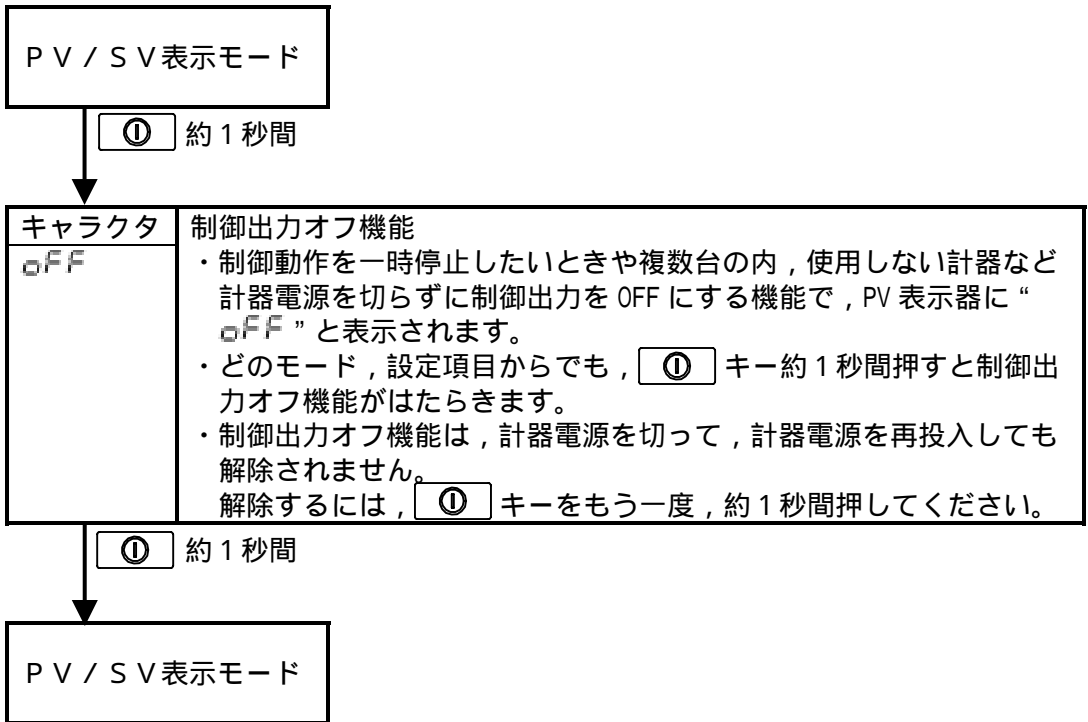 PV/SV表示モード
約1秒間
キャラクタ 制御出力オフ機能
oFF ・制御動作を一時停止したいときや複数台の内,使用しない計器など
計器電源を切らずに制御出力を OFF にする機能で,PV 表示器に“
oFF ”と表示されます。
・どのモード,設定項目からでも, キー約1秒間押すと制御出
力オフ機能がはたらきます。
・制御出力オフ機能は,計器電源を切って,計器電源を再投入しても
解除されません。
解除するには, キーをもう一度,約1秒間押してください。
約1秒間
PV/SV表示モード